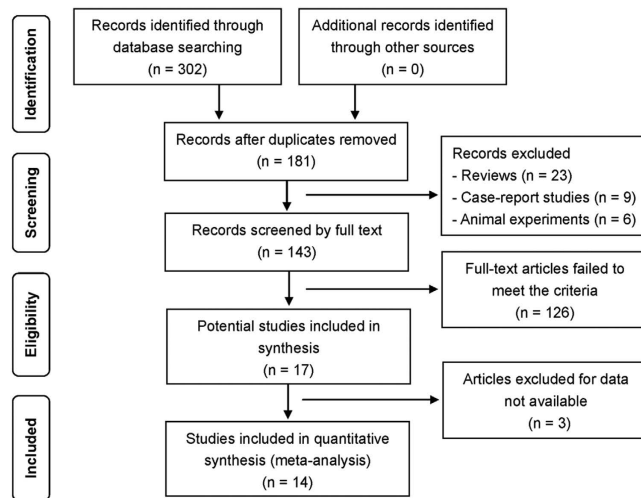 Identification
Records identified through
database searching
(n = 302)
Additional records identified
through other sources
(n = 0)
Records after duplicates removed
(n = 181)
Screening
Records excluded
- Reviews (n = 23)
- Case-report studies (n = 9)
- Animal experiments (n = 6)
Records screened by full text
(n = 143)
Eligibility
Full-text articles failed to
meet the criteria
(n = 126)
Potential studies included in
synthesis
(n = 17)
Articles excluded for data
not available
(n = 3)
Included
Studies included in quantitative
synthesis (meta-analysis)
(n = 14)